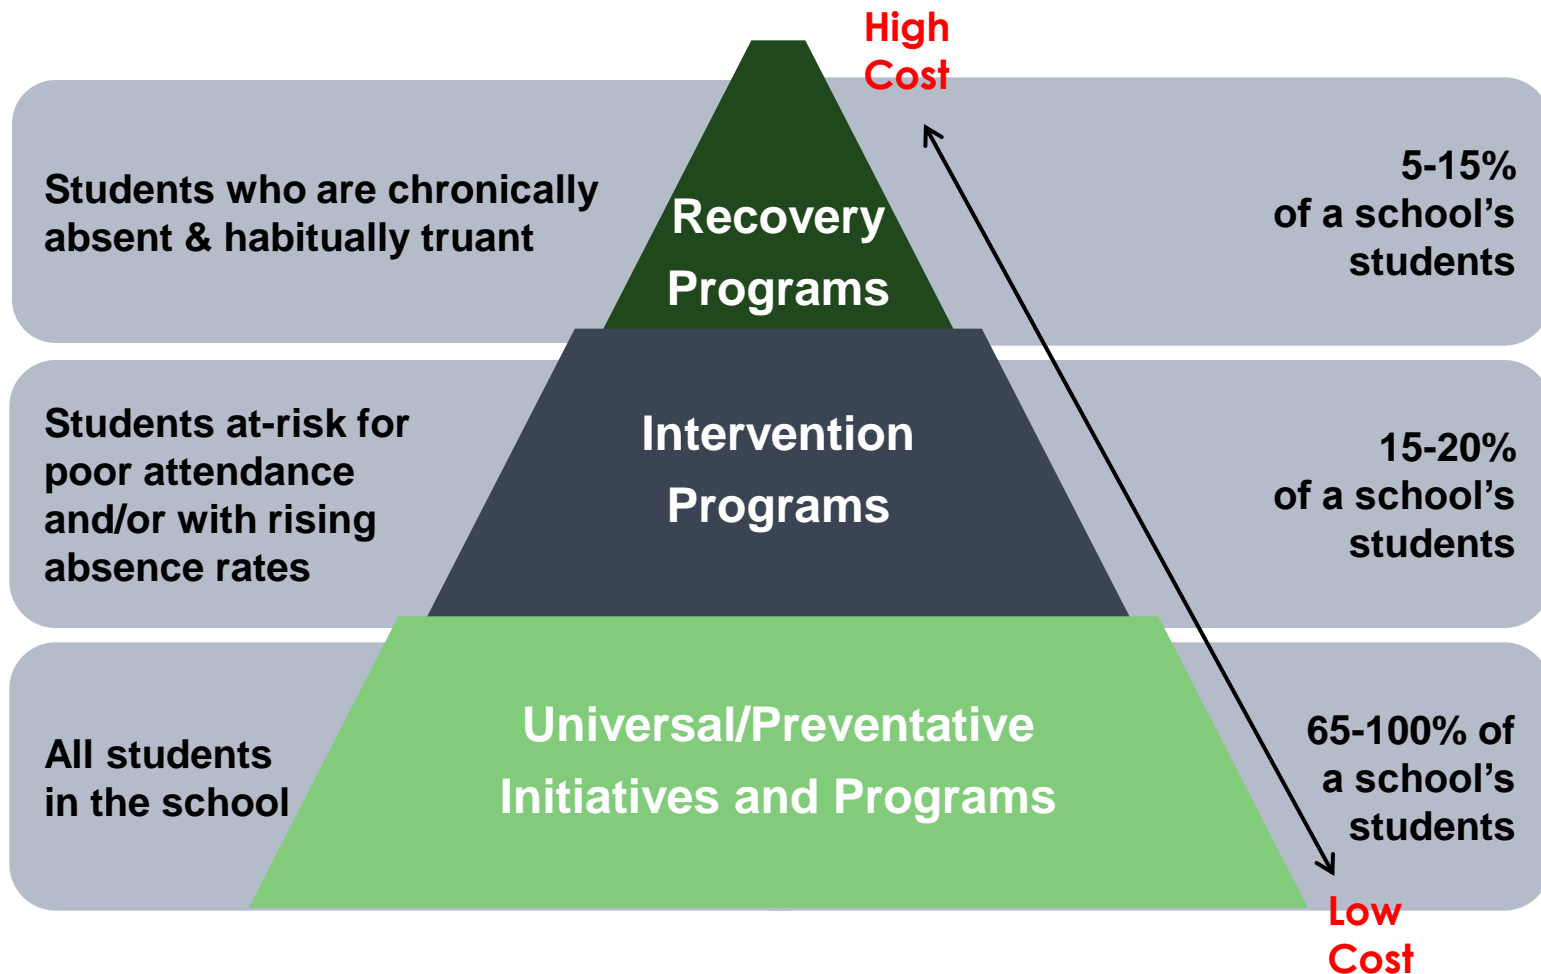 High
Cost
Students who are chronically
absent & habitually truant
Recovery
Programs
5-15%
of a school’s
students
Students at-risk for
poor attendance
and/or with rising
absence rates
Intervention
Programs
15-20%
of a school’s
students
All students
in the school
Universal/Preventative
Initiatives and Programs
65-100% of
a school’s
students
Low
Cost